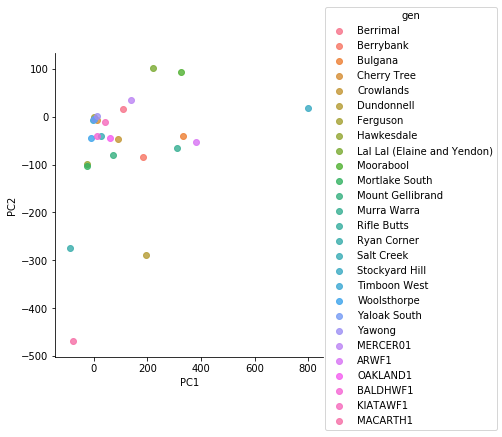 gen
Berrimal
Berrybank
Bulgana
Cherry Tree
Crowlands
Dundonnell
Ferguson
Hawkesdale
Lal Lal (Elaine and Yendon)
Moorabool
Mortlake South
Mount Gellibrand
Murra Warra
Rifle Butts
Ryan Corner
Salt Creek
Stockyard Hill
Timboon West
Woolsthorpe
Yaloak South
Yawong
MERCER01
ARWF1
OAKLAND1
BALDHWF1
KIATAWF1
MACARTH1
100
0
−100
−200
−300
−400
−500
PC2
0 200 400 600 800
PC1